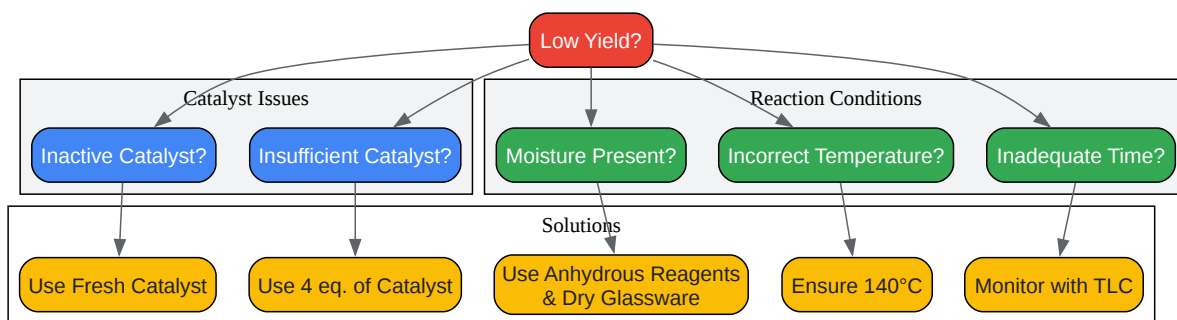 Low Yield?
Catalyst Issues
Reaction Conditions
Inactive Catalyst?
Insufficient Catalyst?
Moisture Present?
Incorrect Temperature?
Inadequate Time?
Solutions
Use Fresh Catalyst
Use 4 eq. of Catalyst
Use Anhydrous Reagents
& Dry Glassware
Ensure 140°C
Monitor with TLC